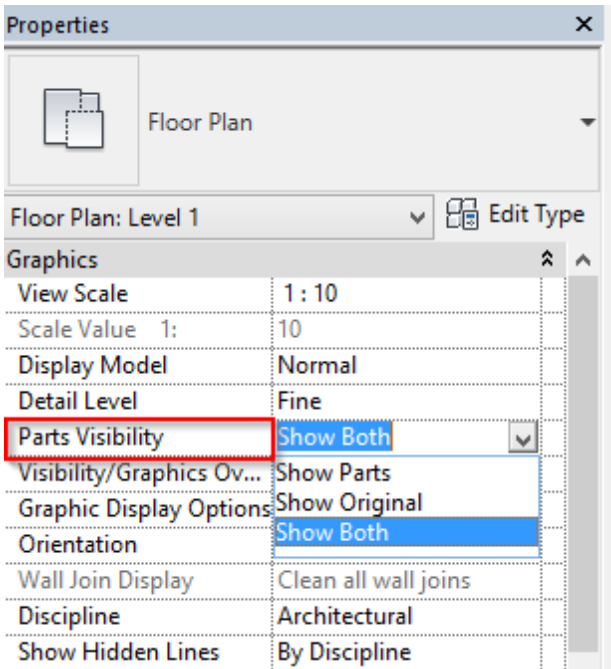 Properties
Floor Plan
Floor Plan: Level 1 Edit Type
Graphics
View Scale 1 : 10
Scale Value 1: 10
Display Model Normal
Detail Level Fine
Parts Visibility Show Both
Visibility/Graphics Ov... Show Parts
Graphic Display Options Show Original
Show Both
Orientation
Wall Join Display Clean all wall joins
Discipline Architectural
Show Hidden Lines By Discipline